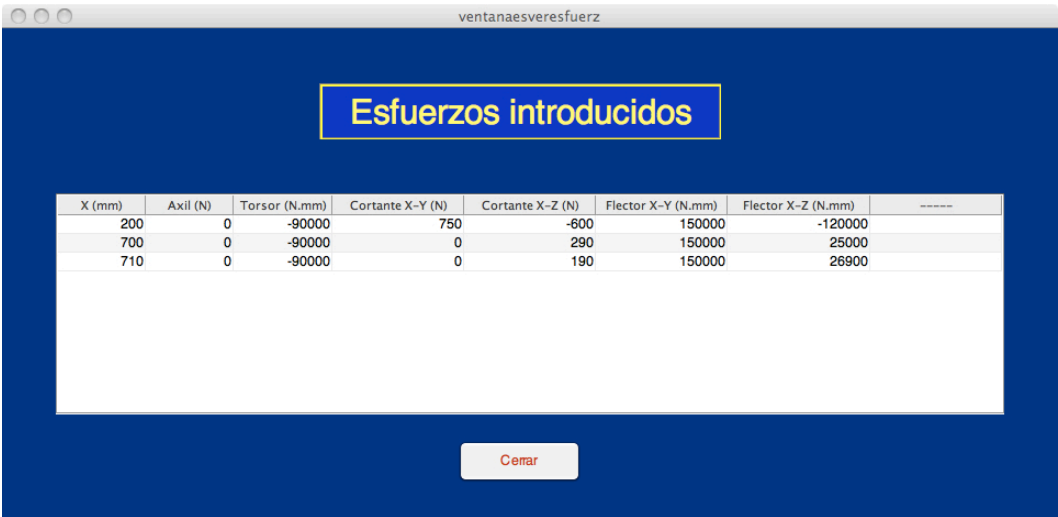 ventanaesveresfuerz
Esfuerzos introducidos
X (mm) Axil (N) Torsor (N.mm) Cortante X-Y (N) Cortante X-Z (N) Flector X-Y (N.mm) Flector X-Z (N.mm) -----
200 0 -90000 750 -600 150000 -120000
700 0 -90000 0 290 150000 25000
710 0 -90000 0 190 150000 26900
Cerrar